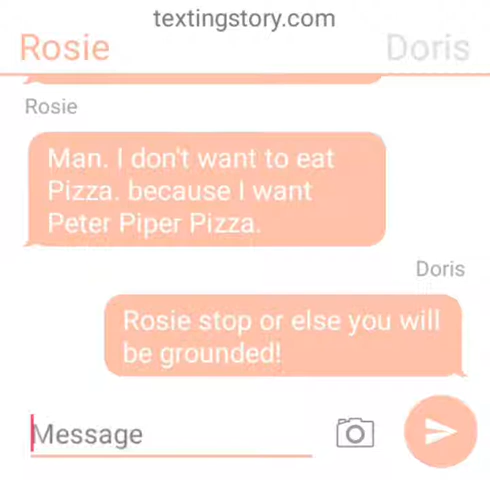 textingstory.com
Rosie
Doris
Rosie
Man. I don't want to eat
Pizza. because I want
Peter Piper Pizza.
Doris
Rosie stop or else you will
be grounded!
Message